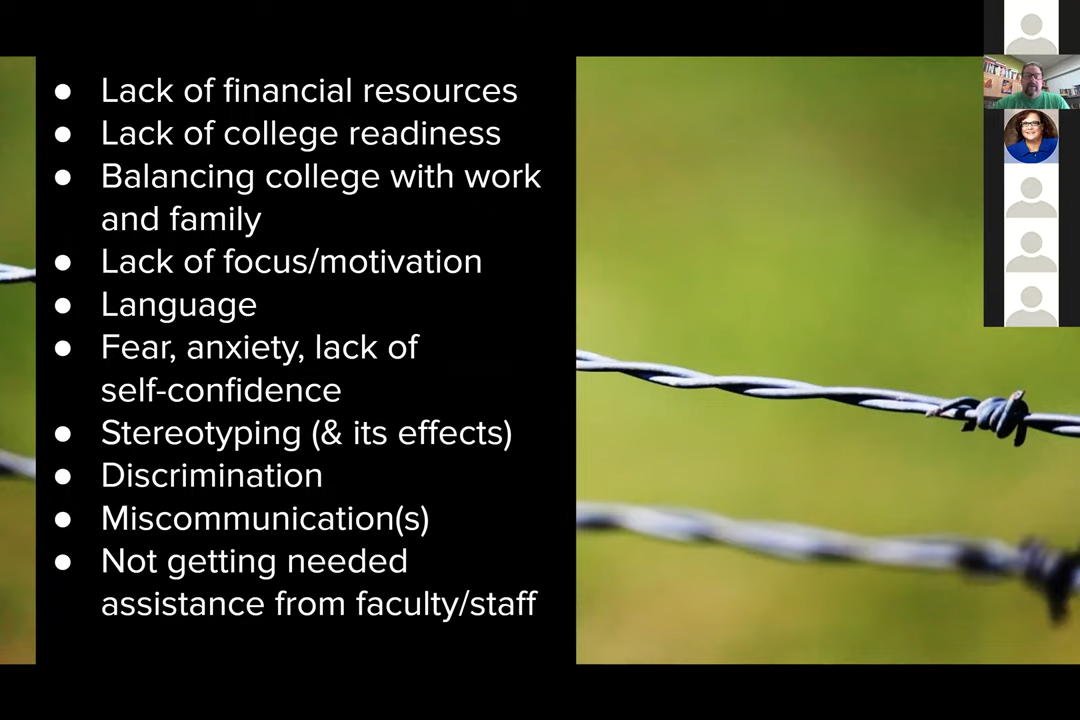 ● Lack of financial resources
● Lack of college readiness
● Balancing college with work
and family
● Lack of focus/motivation
● Language
● Fear, anxiety, lack of
self-confidence
● Stereotyping (& its effects)
● Discrimination
● Miscommunication(s)
● Not getting needed
assistance from faculty/staff